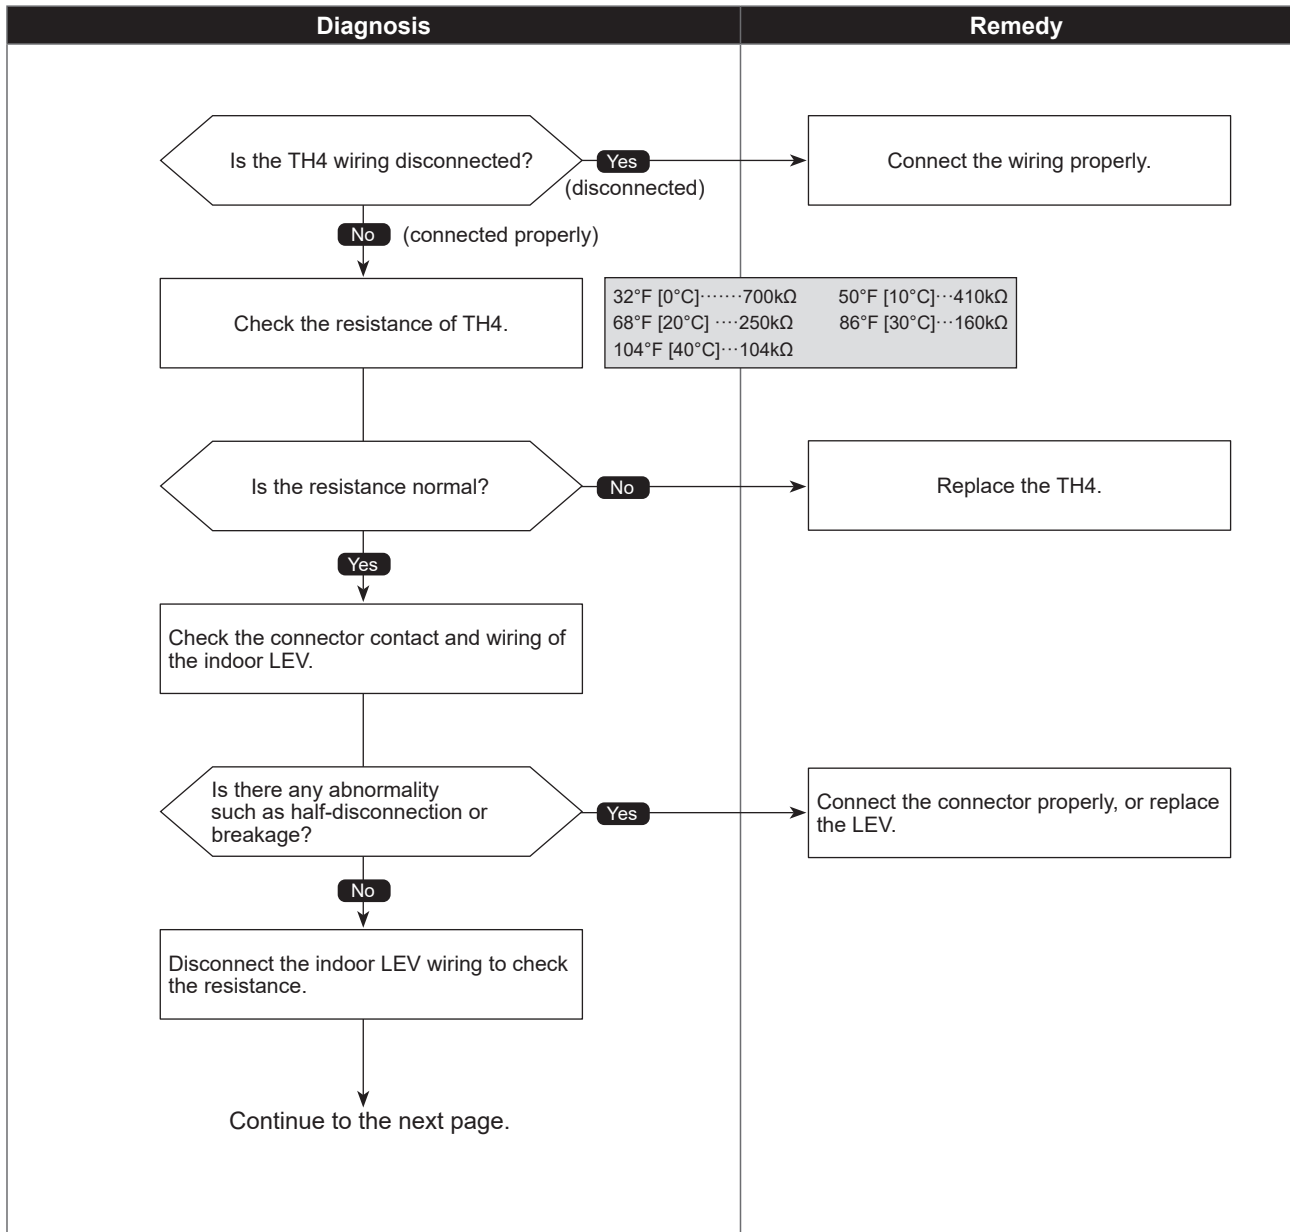 Diagnosis
Remedy
Is the TH4 wiring disconnected?
Yes
(disconnected)
Connect the wiring properly.
No
(connected properly)
Check the resistance of TH4.
32°F [0°C]·······700kΩ 50°F [10°C]···410kΩ
68°F [20°C] ····250kΩ 86°F [30°C]···160kΩ
104°F [40°C]···104kΩ
Is the resistance normal?
No
Replace the TH4.
Yes
Check the connector contact and wiring of
the indoor LEV.
Is there any abnormality
such as half-disconnection or
breakage?
Yes
Connect the connector properly, or replace
the LEV.
No
Disconnect the indoor LEV wiring to check
the resistance.
Continue to the next page.